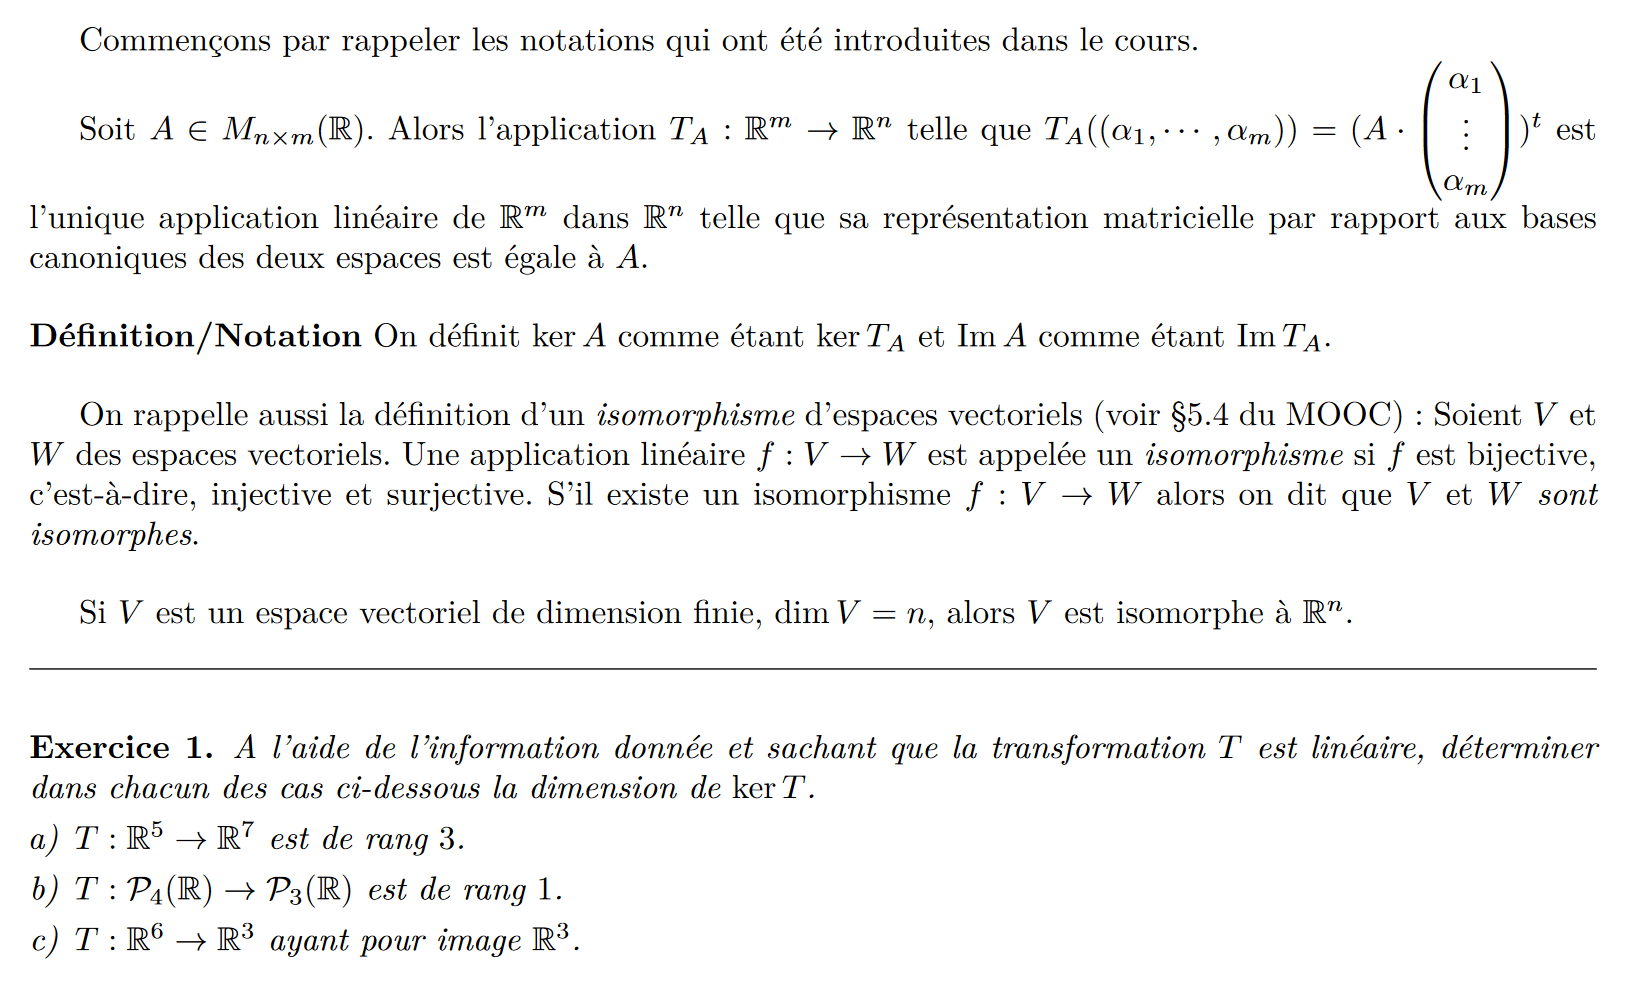 Commençons par rappeler les notations qui ont été introduites dans le cours.
Soit $A \in M_{n \times m}(\mathbb{R})$. Alors l'application $T_A : \mathbb{R}^m \to \mathbb{R}^n$ telle que $T_A((\alpha_1, \cdots, \alpha_m)) = (A \cdot \begin{pmatrix} \alpha_1 \\ \vdots \\ \alpha_m \end{pmatrix})^t$ est
l'unique application linéaire de $\mathbb{R}^m$ dans $\mathbb{R}^n$ telle que sa représentation matricielle par rapport aux bases
canoniques des deux espaces est égale à $A$.
Définition/Notation On définit $\ker A$ comme étant $\ker T_A$ et $\operatorname{Im} A$ comme étant $\operatorname{Im} T_A$.
On rappelle aussi la définition d'un isomorphisme d'espaces vectoriels (voir §5.4 du MOOC) : Soient $V$ et
$W$ des espaces vectoriels. Une application linéaire $f : V \to W$ est appelée un isomorphisme si $f$ est bijective,
c'est-à-dire, injective et surjective. S'il existe un isomorphisme $f : V \to W$ alors on dit que $V$ et $W$ sont
isomorphes.
Si $V$ est un espace vectoriel de dimension finie, $\dim V = n$, alors $V$ est isomorphe à $\mathbb{R}^n$.
Exercice 1. A l'aide de l'information donnée et sachant que la transformation $T$ est linéaire, déterminer
dans chacun des cas ci-dessous la dimension de $\ker T$.
a) $T : \mathbb{R}^5 \to \mathbb{R}^7$ est de rang 3.
b) $T : \mathcal{P}_4(\mathbb{R}) \to \mathcal{P}_3(\mathbb{R})$ est de rang 1.
c) $T : \mathbb{R}^6 \to \mathbb{R}^3$ ayant pour image $\mathbb{R}^3$.